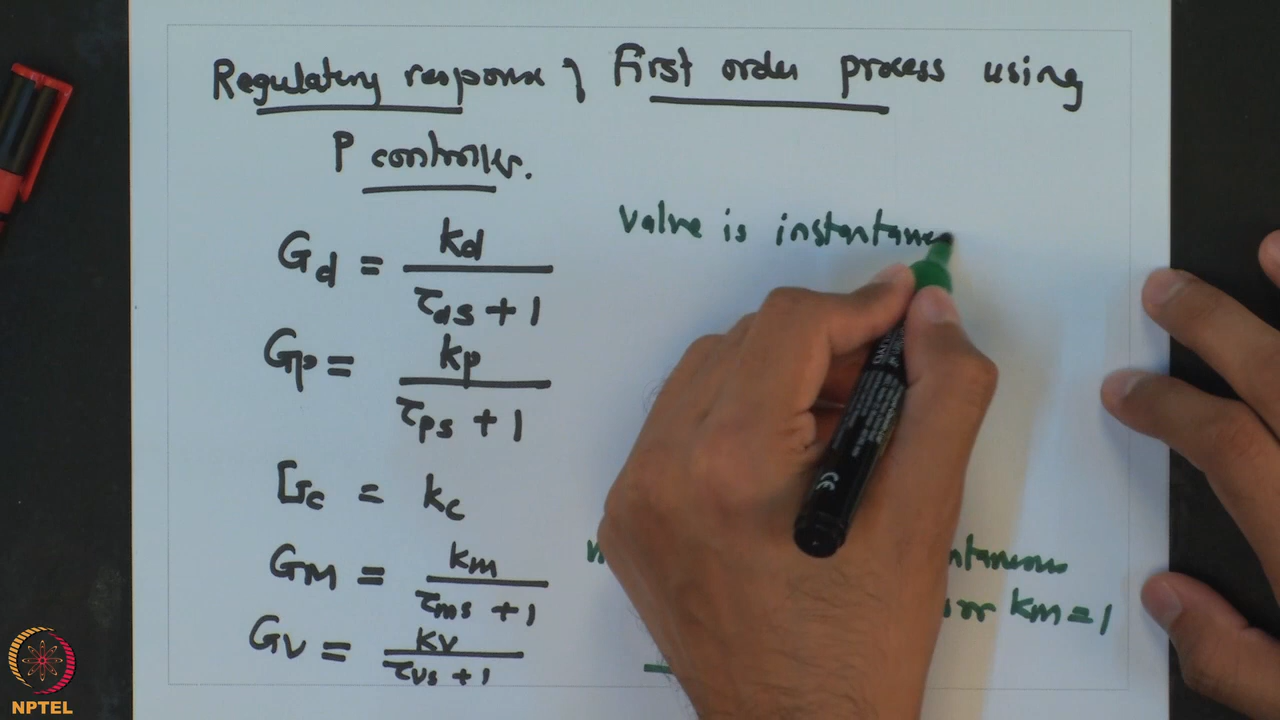 Regulatory response of First order process using
P controller.
Gd = kd / τds + 1
Gp = kp / τps + 1
Gc = kc
GM = km / τms + 1
Gv = kv / τvs + 1
Valve is instantane
ntaneous
km = 1
NPTEL